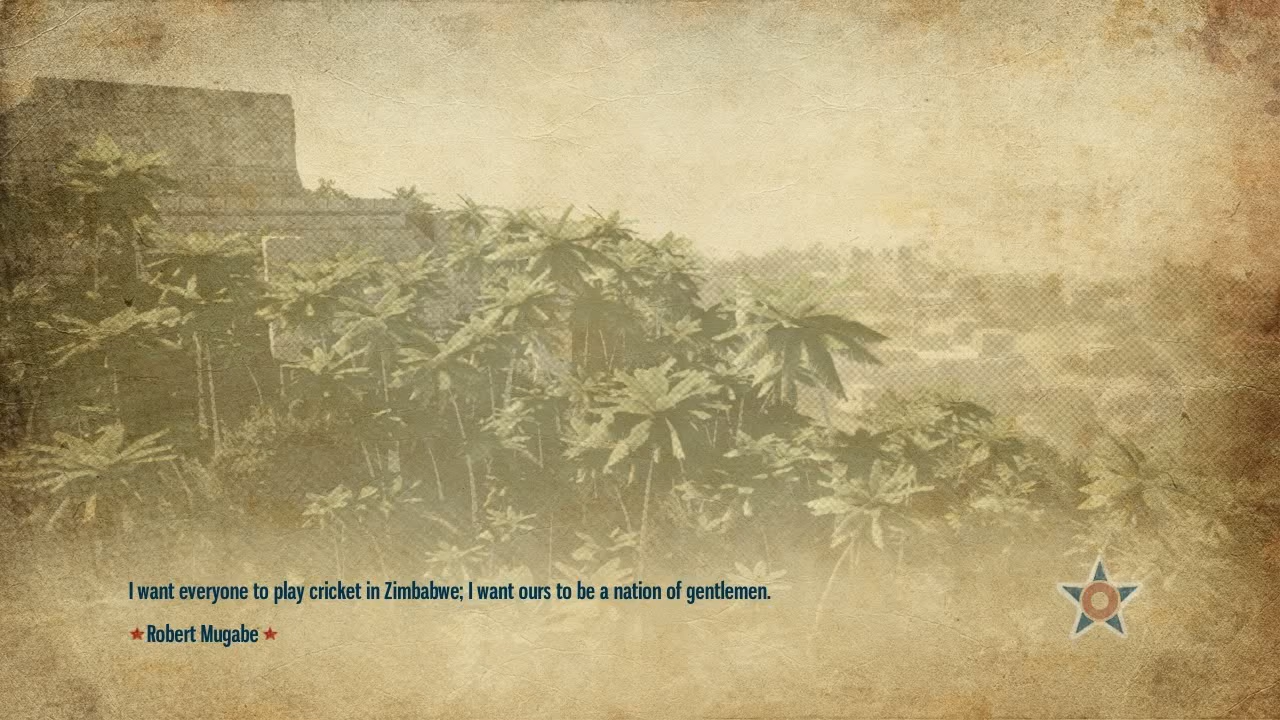 I want everyone to play cricket in Zimbabwe; I want ours to be a nation of gentlemen.
Robert Mugabe